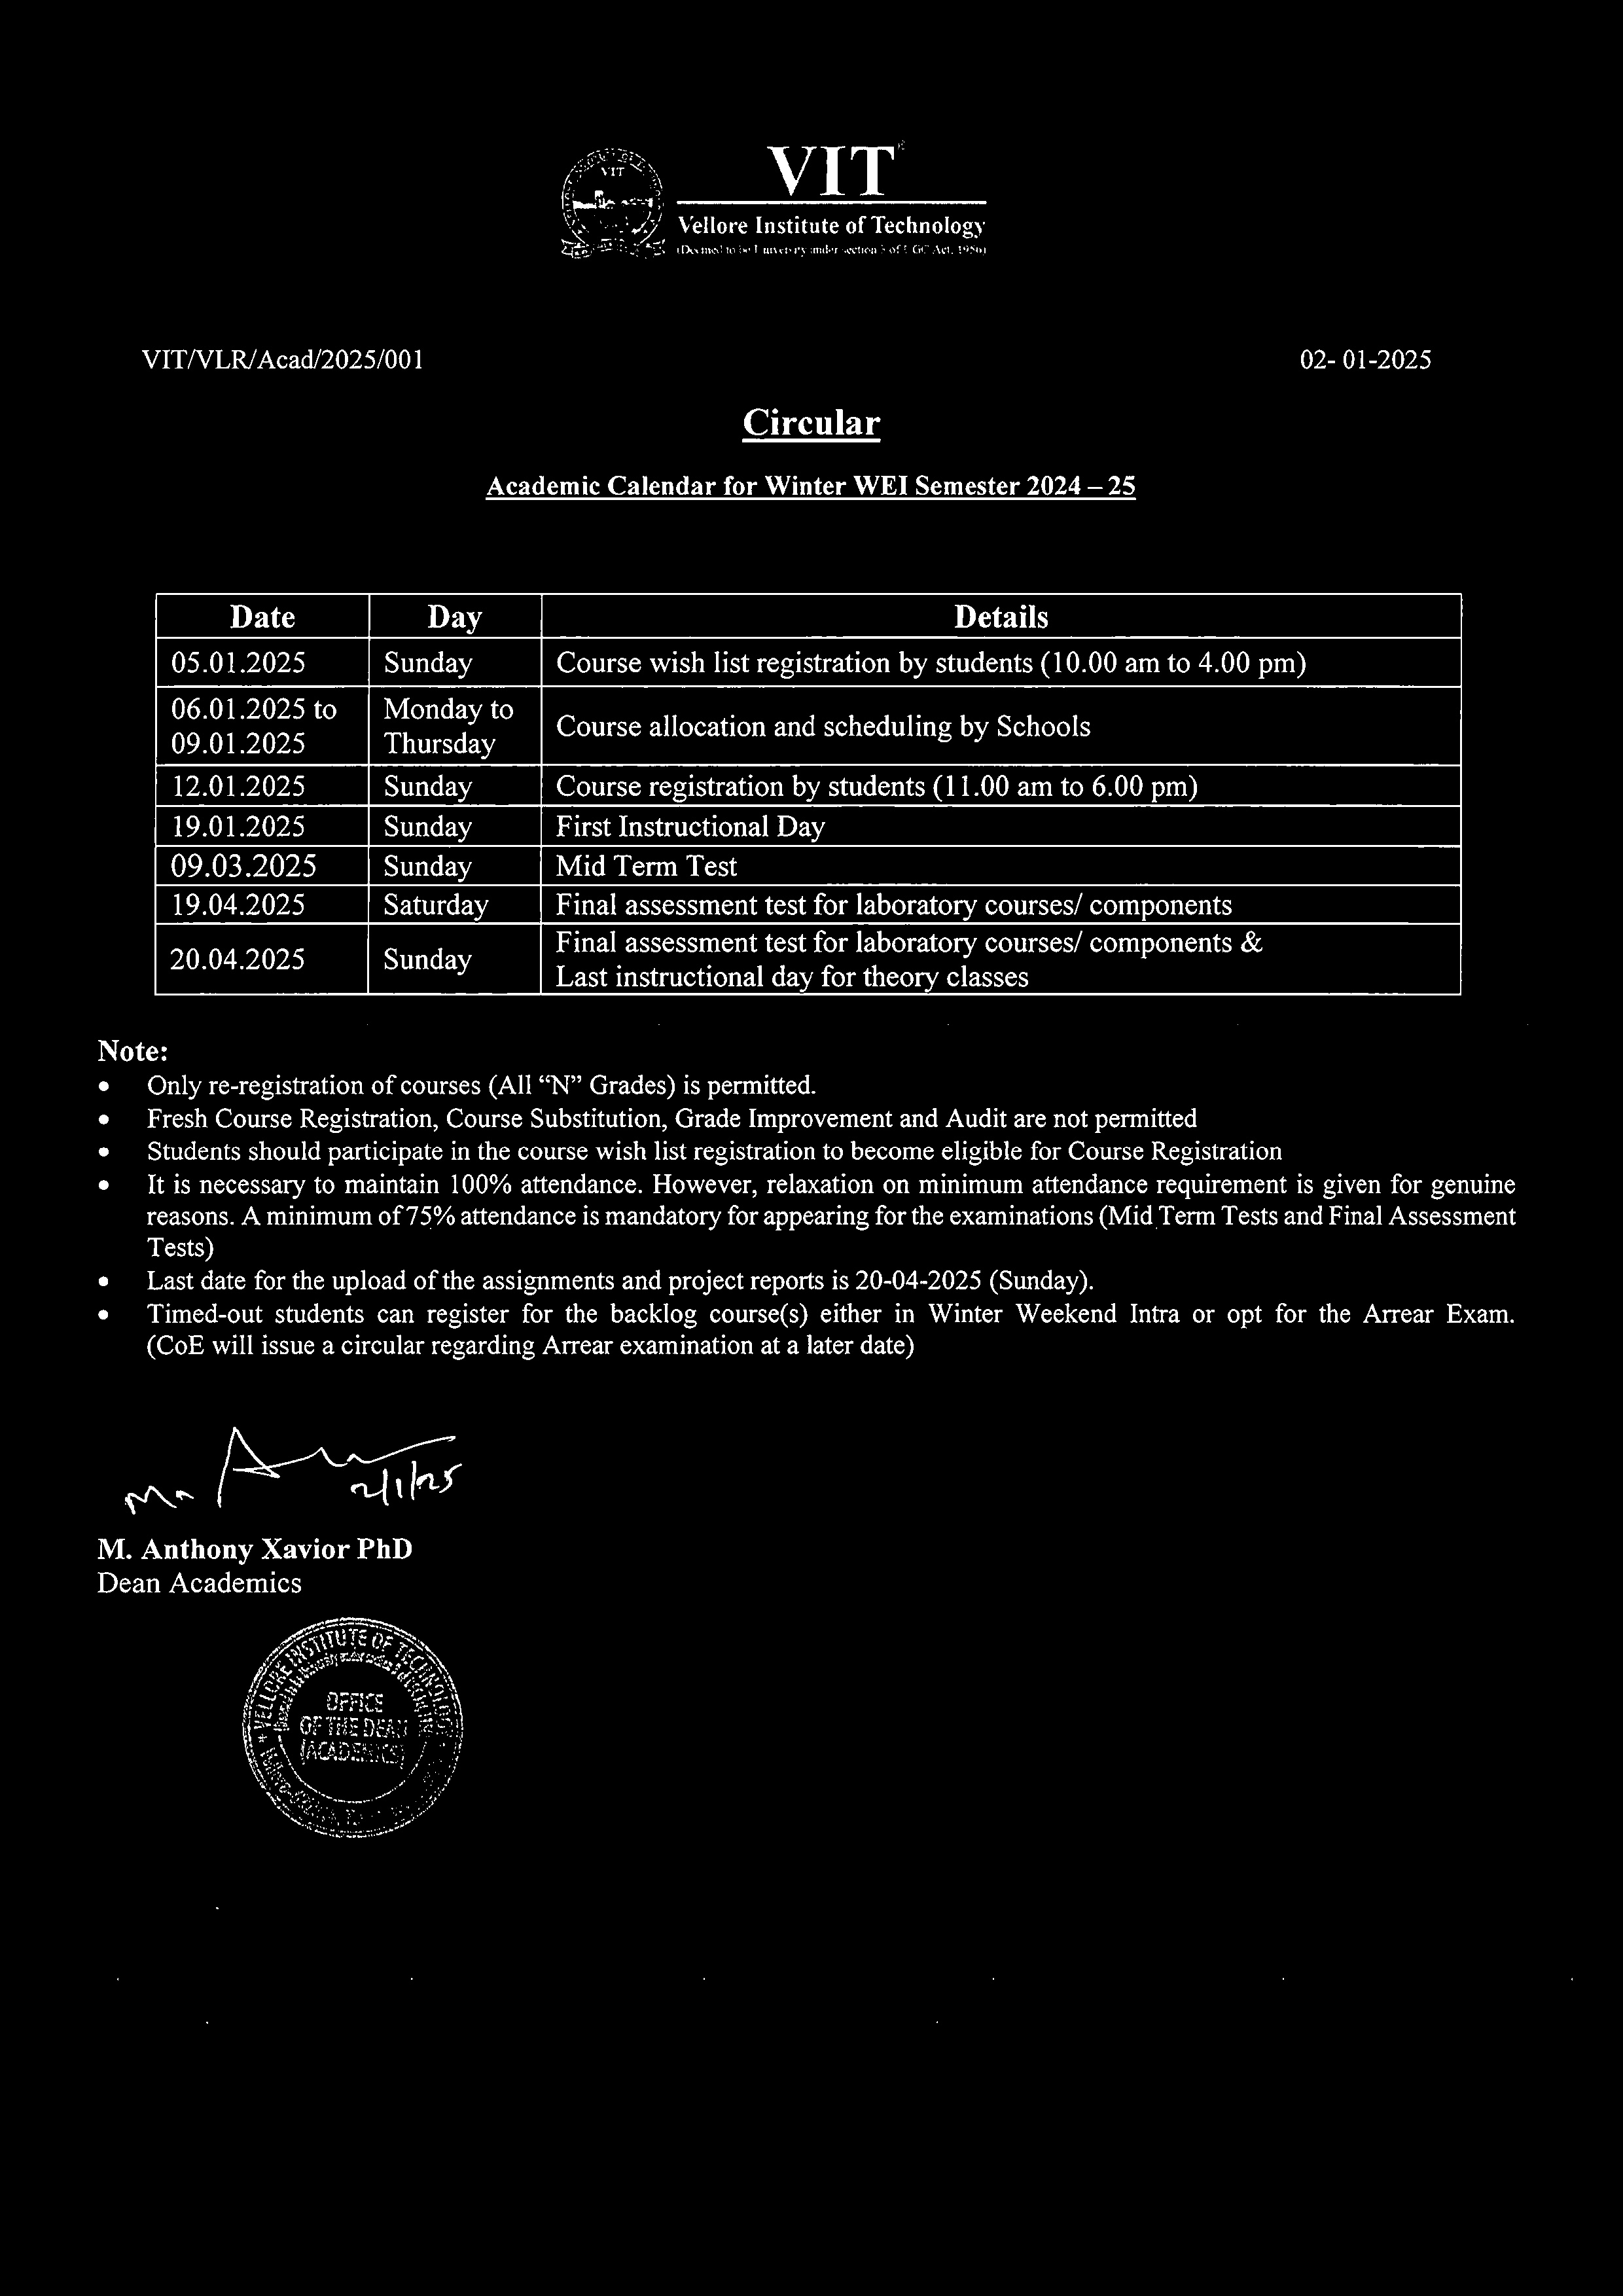 VIT
VIT
Vellore Institute of Technology
VIT/VLR/Acad/2025/001 02- 01-2025
Circular
Academic Calendar for Winter WEI Semester 2024 – 25
Date Day Details
05.01.2025 Sunday Course wish list registration by students (10.00 am to 4.00 pm)
06.01.2025 to 09.01.2025 Monday to Thursday Course allocation and scheduling by Schools
12.01.2025 Sunday Course registration by students (11.00 am to 6.00 pm)
19.01.2025 Sunday First Instructional Day
09.03.2025 Sunday Mid Term Test
19.04.2025 Saturday Final assessment test for laboratory courses/ components
20.04.2025 Sunday Final assessment test for laboratory courses/ components &
Last instructional day for theory classes
Note:
• Only re-registration of courses (All “N” Grades) is permitted.
• Fresh Course Registration, Course Substitution, Grade Improvement and Audit are not permitted
• Students should participate in the course wish list registration to become eligible for Course Registration
• It is necessary to maintain 100% attendance. However, relaxation on minimum attendance requirement is given for genuine
reasons. A minimum of 75% attendance is mandatory for appearing for the examinations (Mid Term Tests and Final Assessment
Tests)
• Last date for the upload of the assignments and project reports is 20-04-2025 (Sunday).
• Timed-out students can register for the backlog course(s) either in Winter Weekend Intra or opt for the Arrear Exam.
(CoE will issue a circular regarding Arrear examination at a later date)
2/1/25
M. Anthony Xavior PhD
Dean Academics
VELLORE INSTITUTE OF TECHNOLOGY
OFFICE
OF THE DEAN
(ACADEMICS)